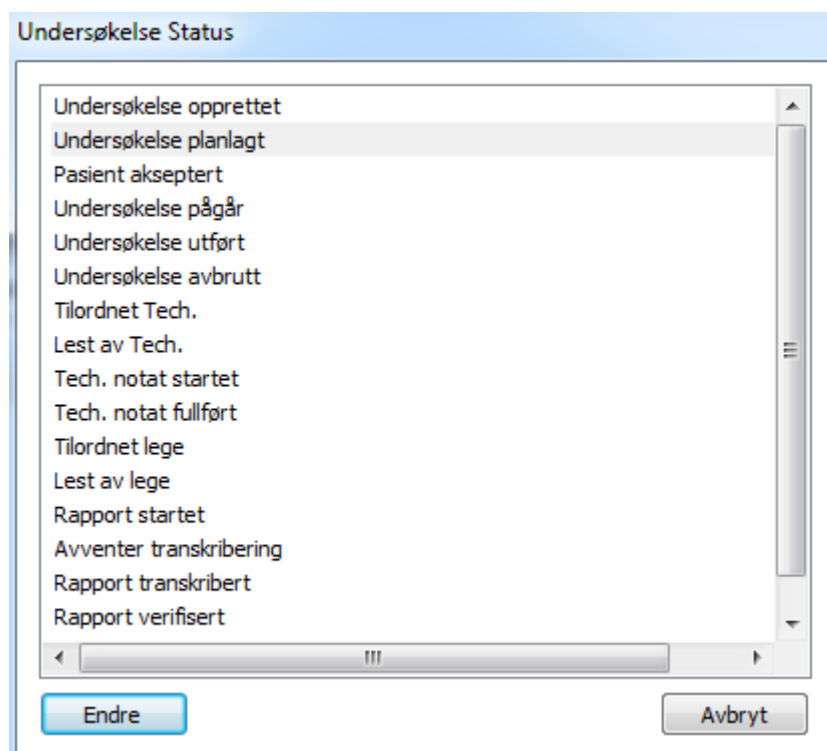 Undersøkelse Status
Undersøkelse opprettet
Undersøkelse planlagt
Pasient akseptert
Undersøkelse pågår
Undersøkelse utført
Undersøkelse avbrutt
Tilordnet Tech.
Lest av Tech.
Tech. notat startet
Tech. notat fullført
Tilordnet lege
Lest av lege
Rapport startet
Avventer transkribering
Rapport transkribert
Rapport verifisert
Endre
Avbryt